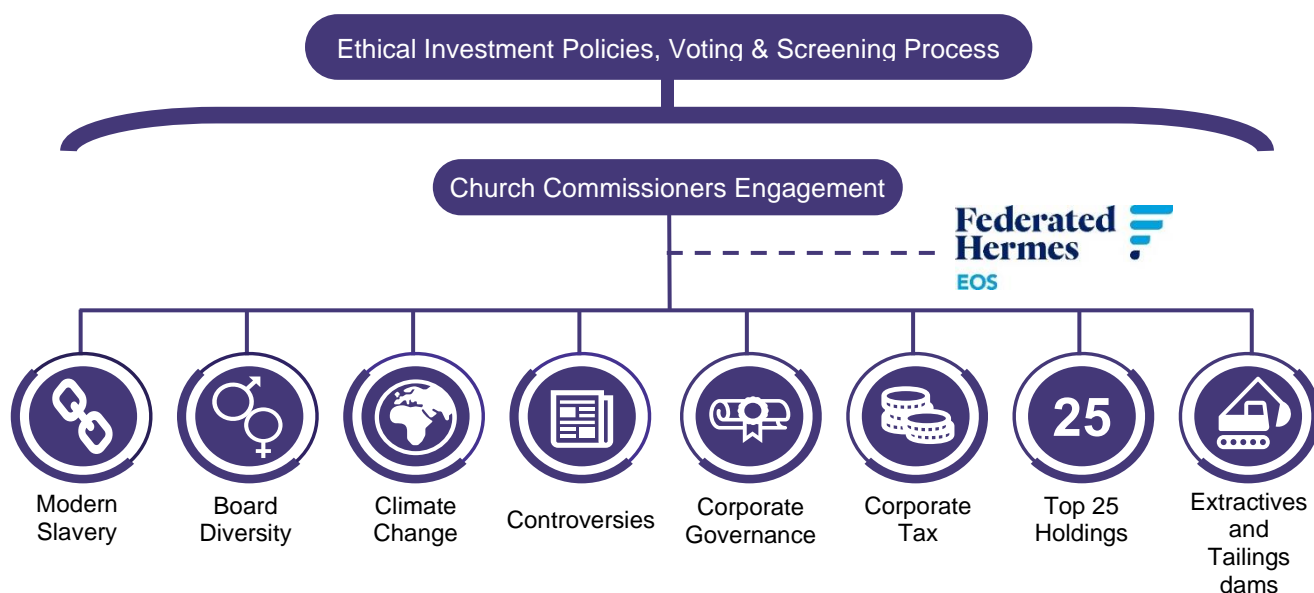 Ethical Investment Policies, Voting & Screening Process
Church Commissioners Engagement
Federated
Hermes
EOS
25
Modern
Slavery
Board
Diversity
Climate
Change
Controversies
Corporate
Governance
Corporate
Tax
Top 25
Holdings
Extractives
and
Tailings
dams